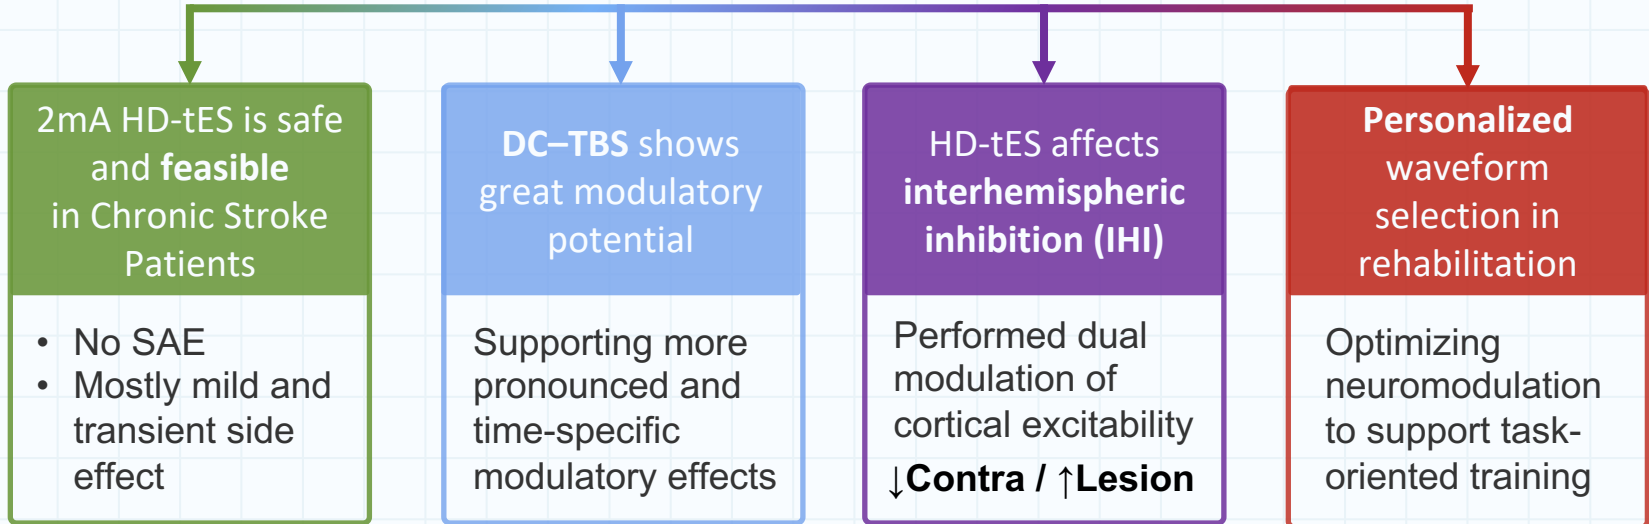 2mA HD-tES is safe
and feasible
in Chronic Stroke
Patients
• No SAE
• Mostly mild and
transient side
effect
DC–TBS shows
great modulatory
potential
Supporting more
pronounced and
time-specific
modulatory effects
HD-tES affects
interhemispheric
inhibition (IHI)
Performed dual
modulation of
cortical excitability
↓Contra / ↑Lesion
Personalized
waveform
selection in
rehabilitation
Optimizing
neuromodulation
to support task-
oriented training